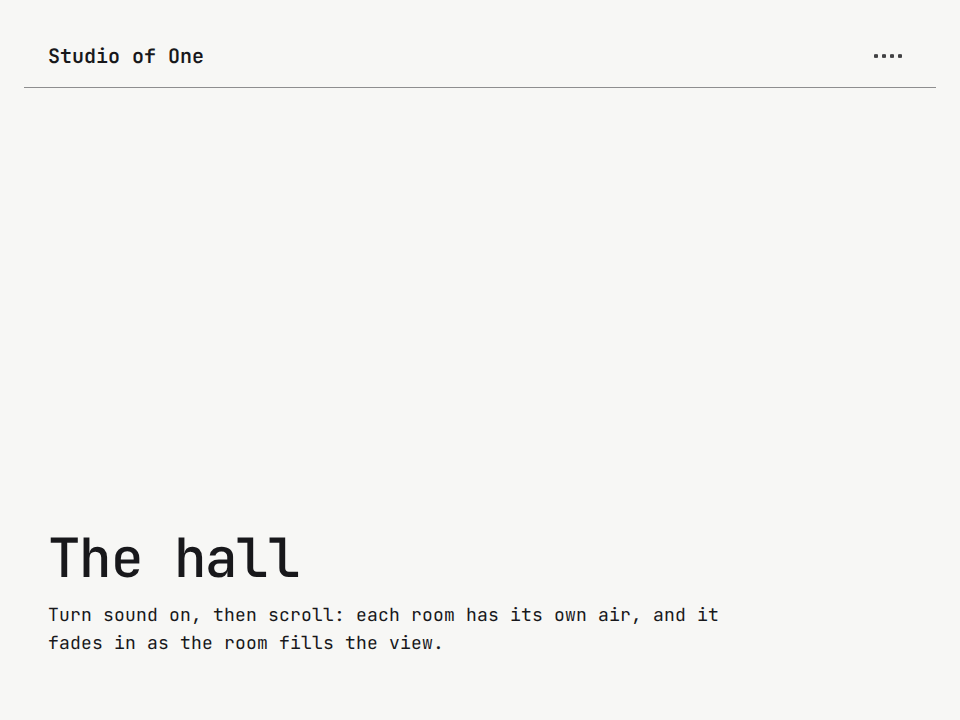 Studio of One
The hall
Turn sound on, then scroll: each room has its own air, and it
fades in as the room fills the view.